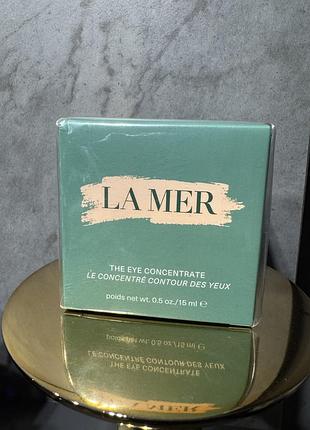 LA MER
THE EYE CONCENTRATE
LE CONCENTRÉ CONTOUR DES YEUX
poids net wt. 0.5 oz./15 ml ℮